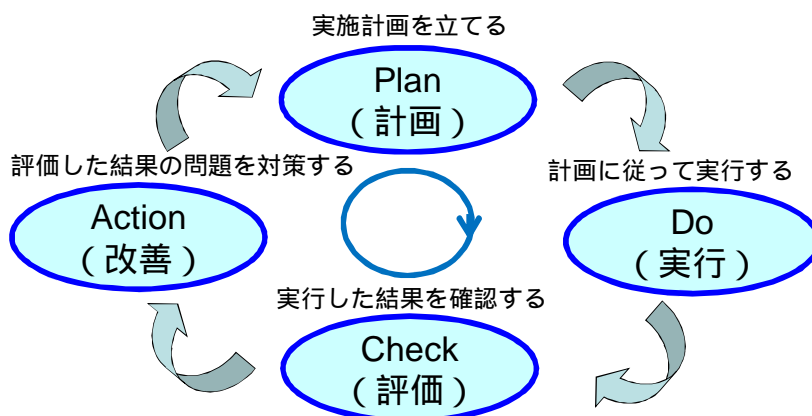 実施計画を立てる
Plan
（計画）
評価した結果の問題を対策する
計画に従って実行する
Action
（改善）
Do
（実行）
実行した結果を確認する
Check
（評価）